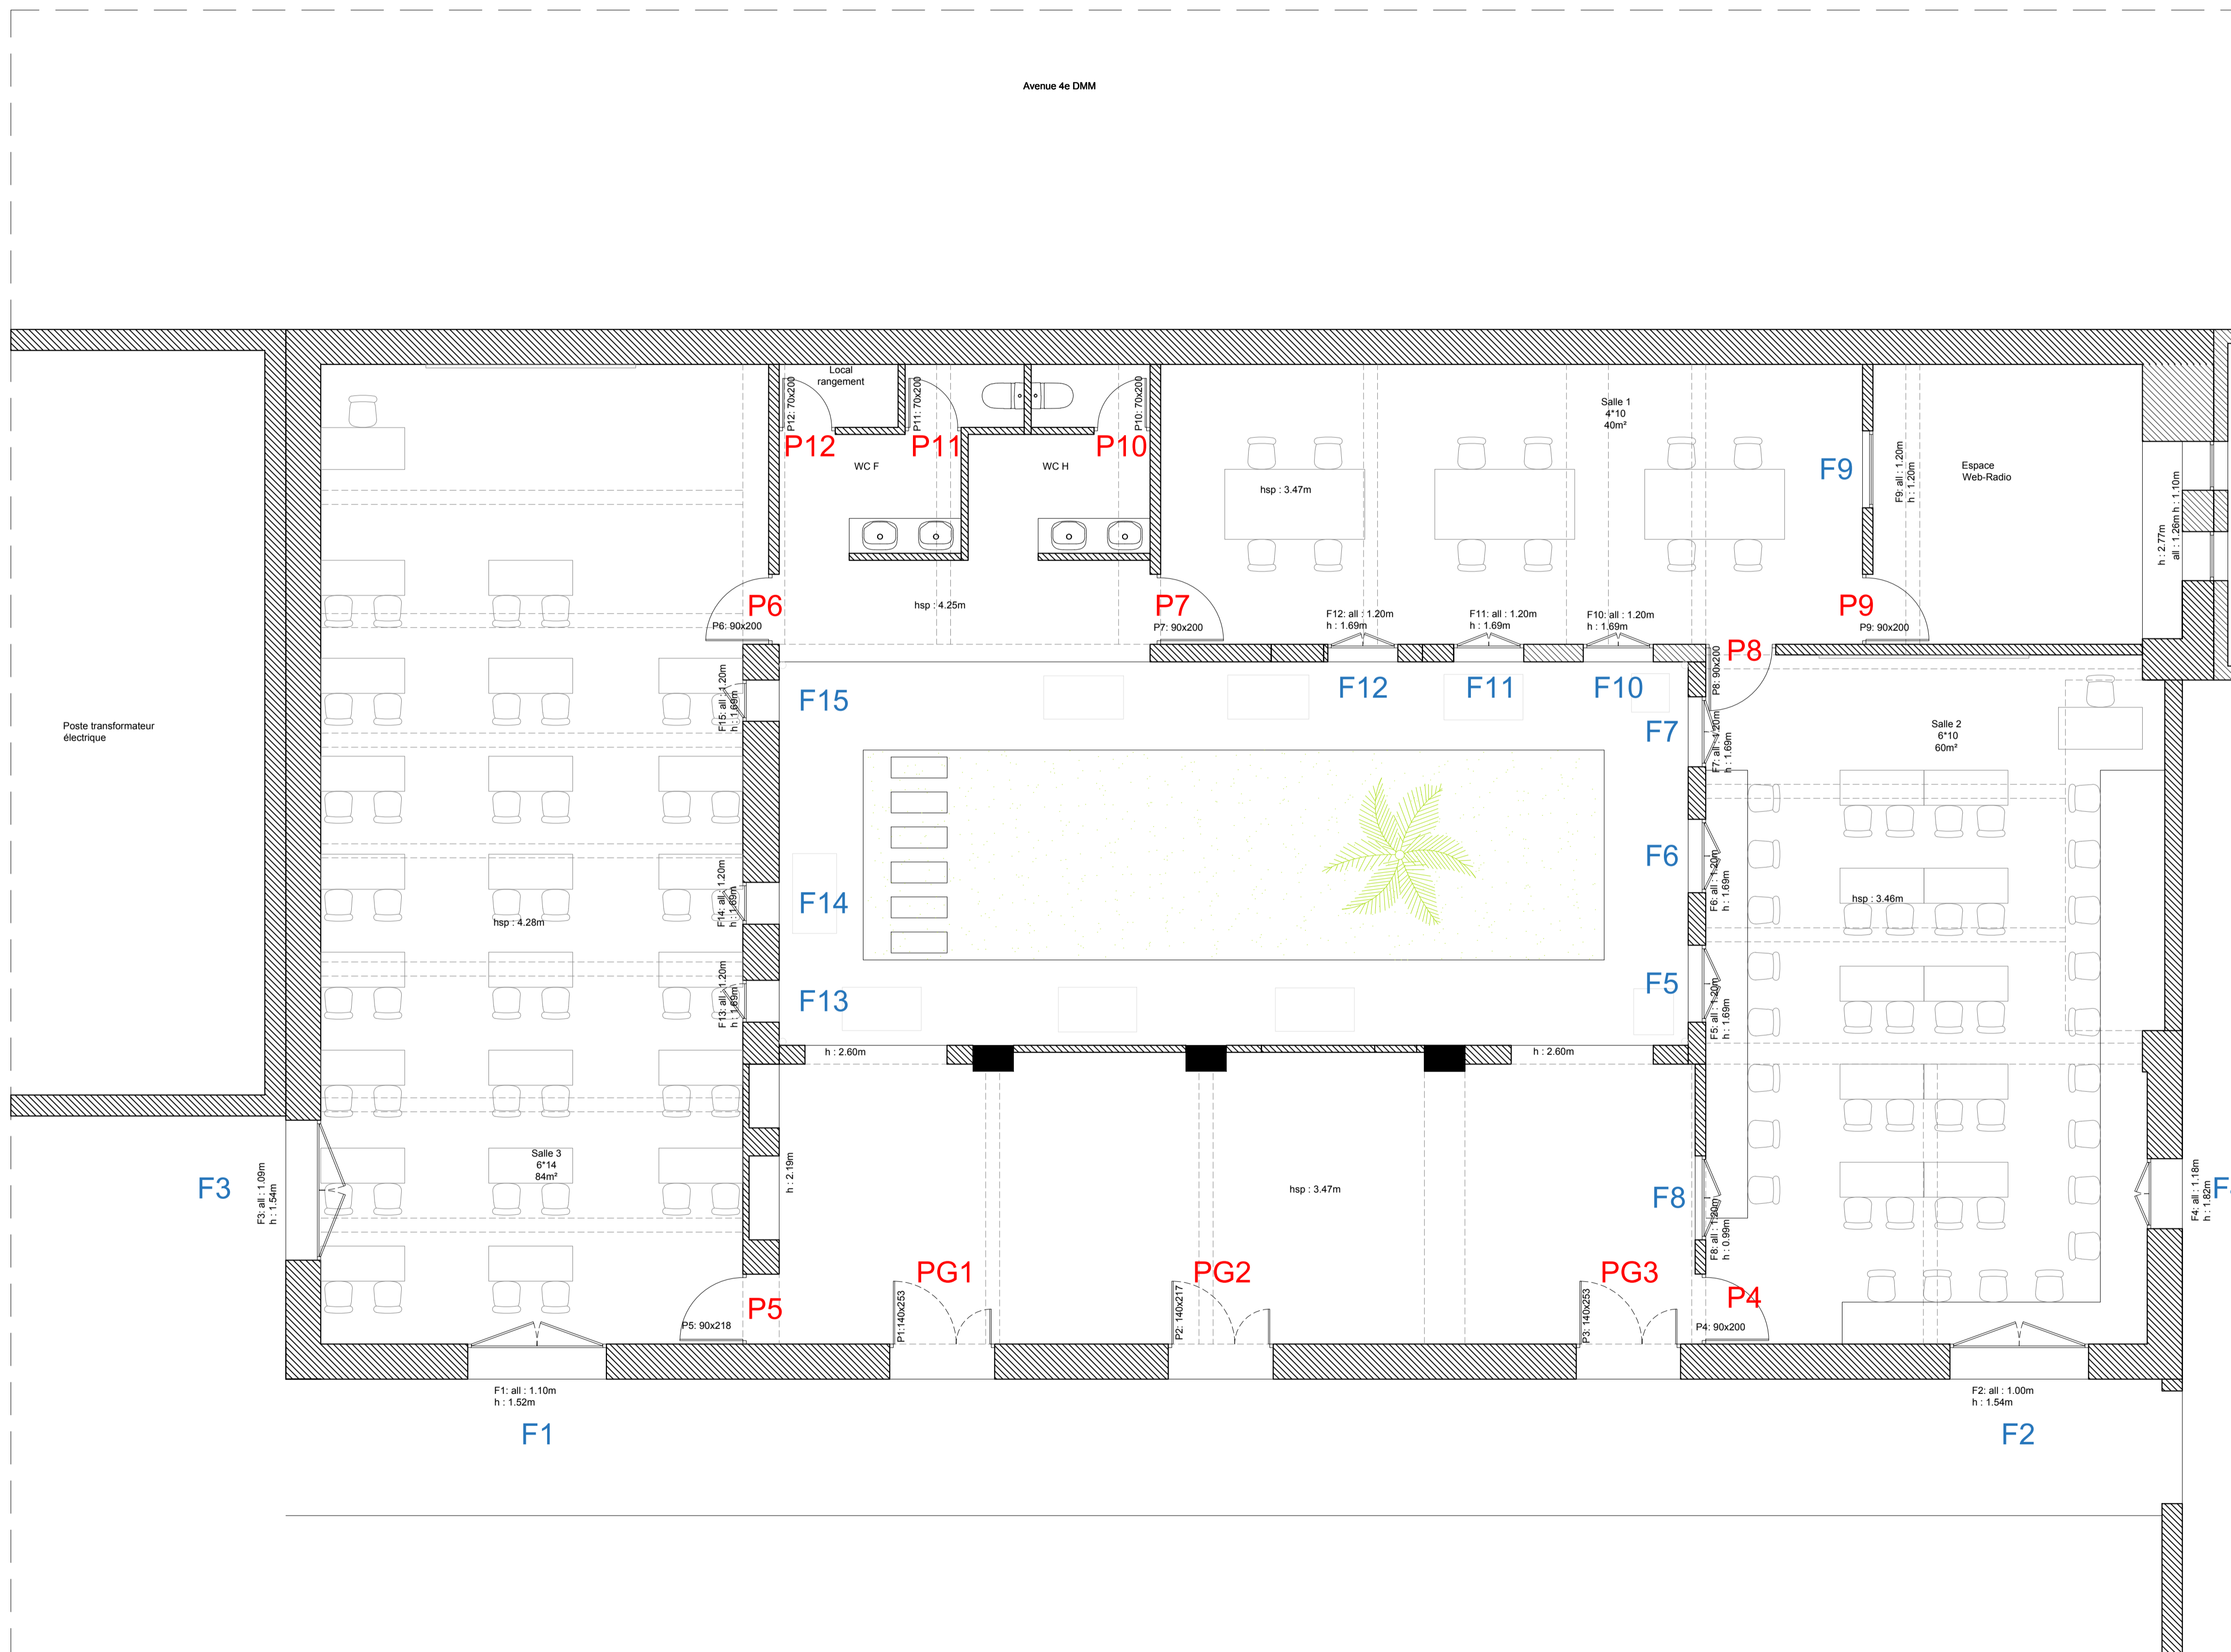 Avenue 4e DMM
Local
rangement
P12: 70x200
P11: 70x200
P10: 70x200
P12
P11
P10
WC F
WC H
Salle 1
4*10
40m²
hsp : 3.47m
F9
F9: all : 1.20m
h : 1.20m
Espace
Web-Radio
h : 2.77m
all : 1.26m h : 1.10m
P6
P6: 90x200
hsp : 4.25m
P7
P7: 90x200
F12: all : 1.20m
h : 1.69m
F11: all : 1.20m
h : 1.69m
F10: all : 1.20m
h : 1.69m
P9
P9: 90x200
P8
P8: 90x200
F15
F15: all : 1.20m
h : 1.69m
F12
F11
F10
F7
F7: all : 1.20m
h : 1.69m
Poste transformateur
électrique
Salle 2
6*10
60m²
F6
F6: all : 1.20m
h : 1.69m
hsp : 3.46m
F14
F14: all : 1.20m
h : 1.69m
hsp : 4.28m
F5
F5: all : 1.20m
h : 1.69m
F13
F13: all : 1.20m
h : 1.69m
h : 2.60m
h : 2.60m
Salle 3
6*14
84m²
h : 2.19m
hsp : 3.47m
F3
F3: all : 1.09m
h : 1.54m
F8
F8: all : 1.20m
h : 0.99m
F4: all : 1.18m
h : 1.82m
PG1
P1:140x253
PG2
P2: 140x217
PG3
P3: 140x253
P5
P5: 90x218
P4
P4: 90x200
F1: all : 1.10m
h : 1.52m
F1
F2: all : 1.00m
h : 1.54m
F2